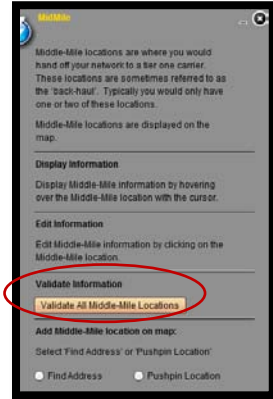 MidMile
Middle-Mile locations are where you would
hand off your network to a tier one carrier.
These locations are sometimes referred to as
the 'back-haul'. Typically you would only have
one or two of these locations.
Middle-Mile locations are displayed on the
map.
Display Information
Display Middle-Mile information by hovering
over the Middle-Mile location with the cursor.
Edit Information
Edit Middle-Mile information by clicking on the
Middle-Mile location.
Validate Information
Validate All Middle-Mile Locations
Add Middle-Mile location on map:
Select 'Find Address' or 'Pushpin Location'
Find Address Pushpin Location